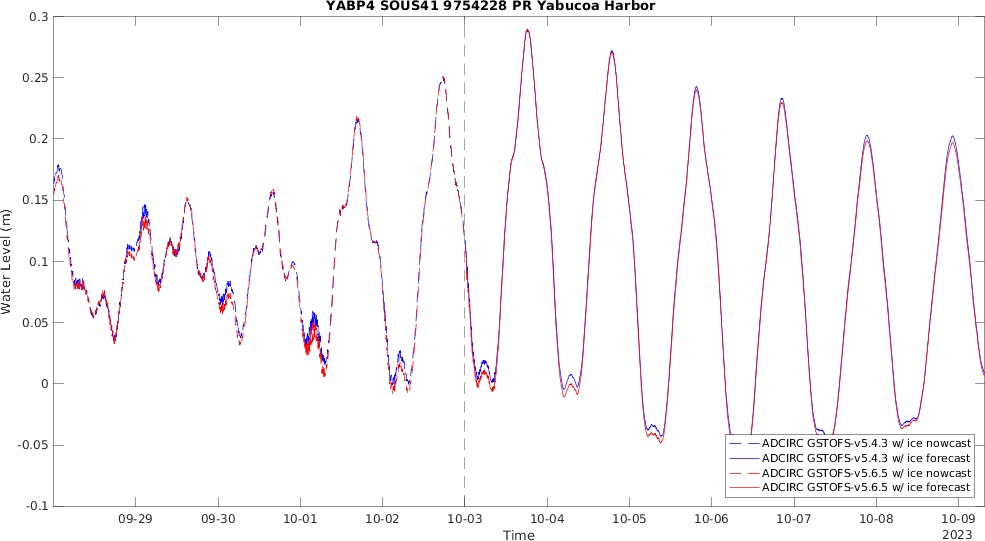 YABP4 SOUS41 9754228 PR Yabucoa Harbor
0.3
0.25
0.2
0.15
0.1
0.05
0
-0.05
-0.1
Water Level (m)
ADCIRC GSTOFS-v5.4.3 w/ ice nowcast
ADCIRC GSTOFS-v5.4.3 w/ ice forecast
ADCIRC GSTOFS-v5.6.5 w/ ice nowcast
ADCIRC GSTOFS-v5.6.5 w/ ice forecast
09-29 09-30 10-01 10-02 10-03 10-04 10-05 10-06 10-07 10-08 10-09
Time 2023